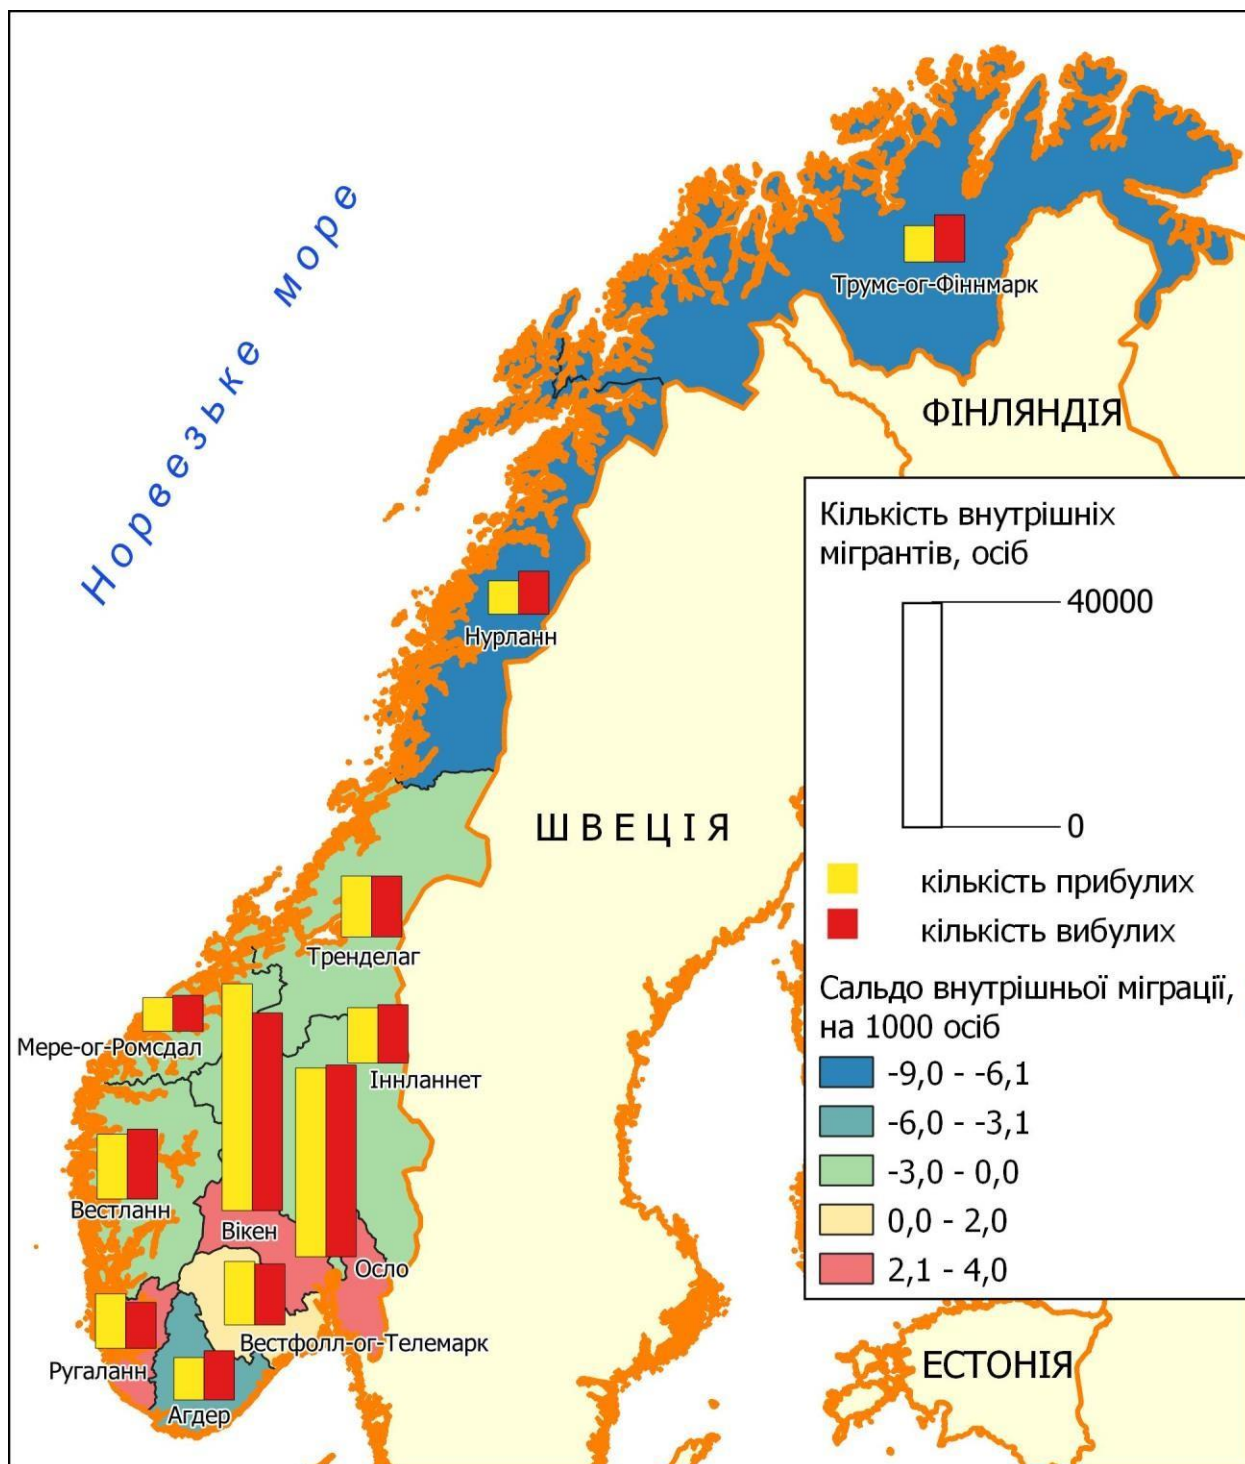 Норвезьке море
Трумс-ог-Фіннмарк
ФІНЛЯНДІЯ
Кількість внутрішніх
мігрантів, осіб
40000
0
кількість прибулих
кількість вибулих
Сальдо внутрішньої міграції,
на 1000 осіб
-9,0 - -6,1
-6,0 - -3,1
-3,0 - 0,0
0,0 - 2,0
2,1 - 4,0
Нурланн
ШВЕЦІЯ
Тренделаг
Мере-ог-Ромсдал
Іннланнет
Вестланн
Вікен
Осло
Вестфолл-ог-Телемарк
Ругаланн
Агдер
ЕСТОНІЯ